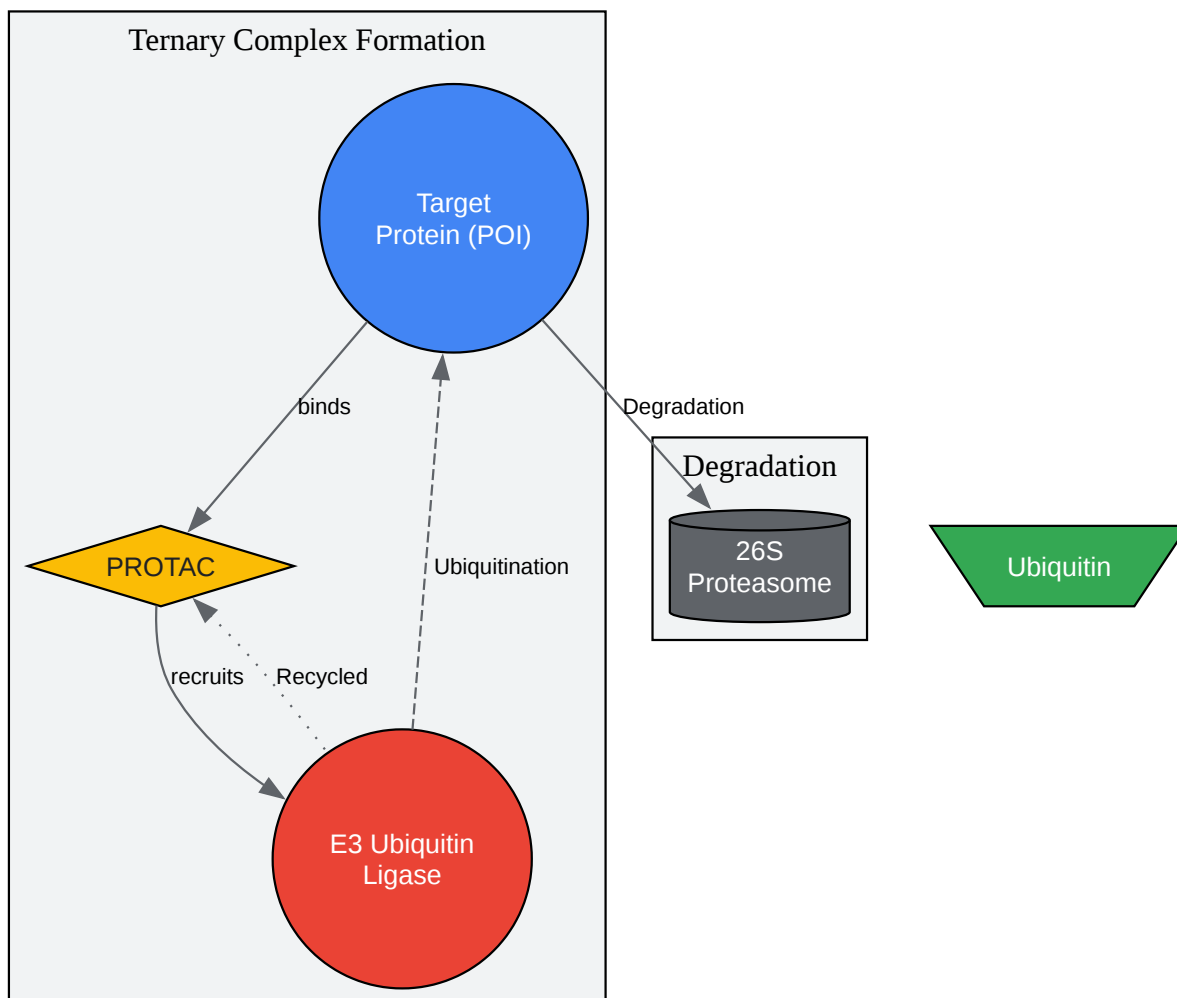 Ternary Complex Formation
Target
Protein (POI)
binds
Degradation
Degradation
26S
Proteasome
Ubiquitin
PROTAC
Ubiquitination
recruits
Recycled
E3 Ubiquitin
Ligase